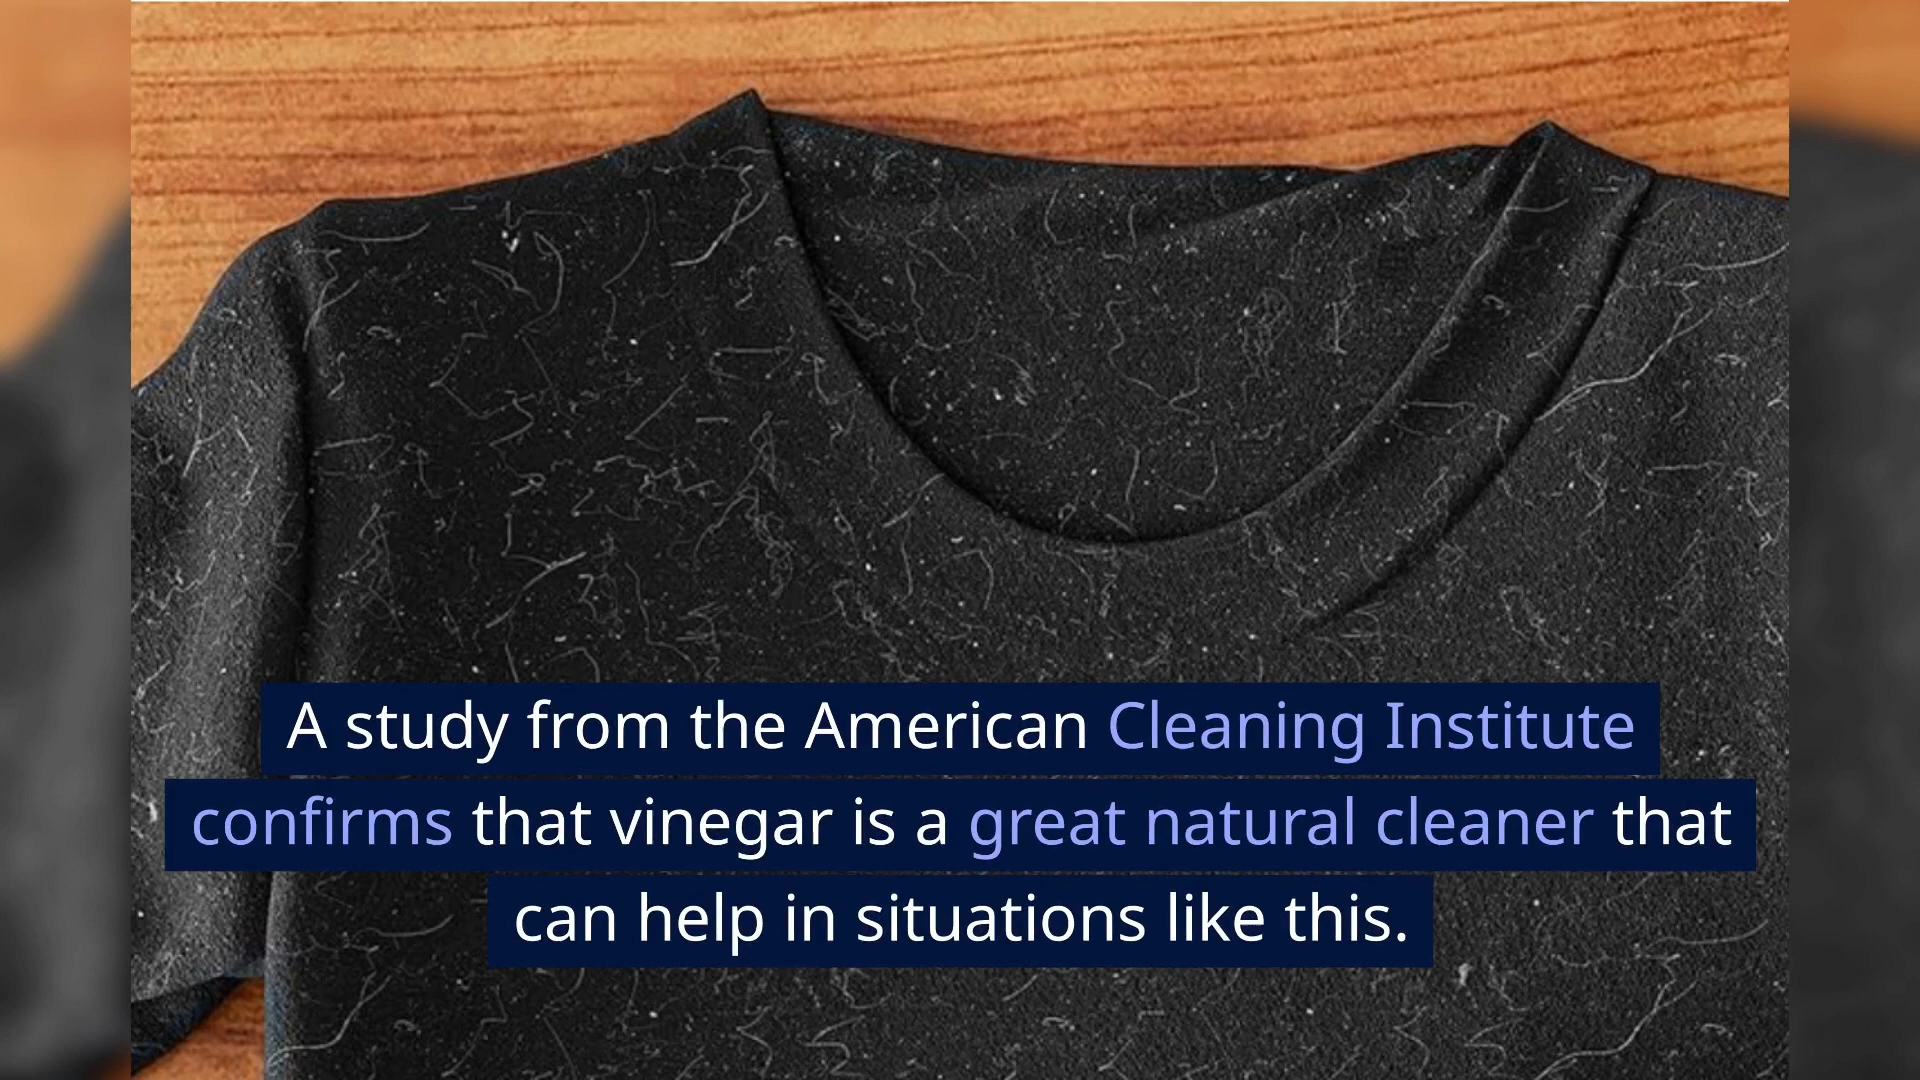 A study from the American Cleaning Institute
confirms that vinegar is a great natural cleaner that
can help in situations like this.